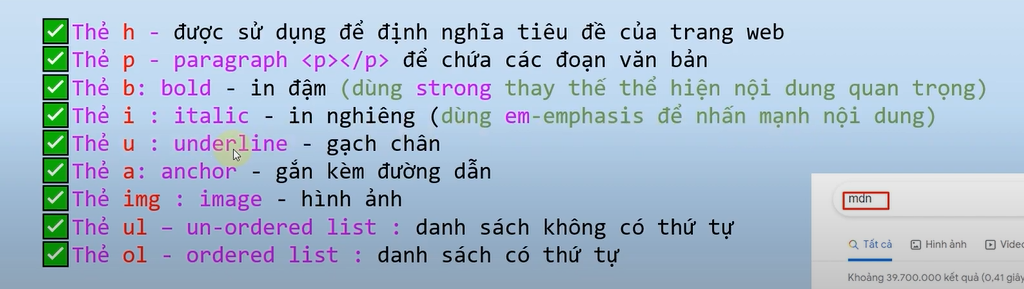 Thẻ h - được sử dụng để định nghĩa tiêu đề của trang web
Thẻ p - paragraph <p></p> để chứa các đoạn văn bản
Thẻ b: bold - in đậm (dùng strong thay thế thể hiện nội dung quan trọng)
Thẻ i : italic - in nghiêng (dùng em-emphasis để nhấn mạnh nội dung)
Thẻ u : underline - gạch chân
Thẻ a: anchor - gắn kèm đường dẫn
Thẻ img : image - hình ảnh
Thẻ ul – un-ordered list : danh sách không có thứ tự
Thẻ ol - ordered list : danh sách có thứ tự
mdn
Tất cả Hình ảnh Video
Khoảng 39.700.000 kết quả (0,41 giây